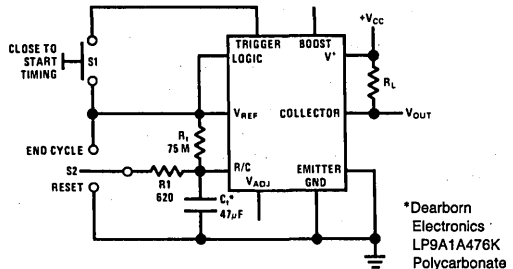 +VCC
CLOSE TO
START
TIMING
S1
TRIGGER
BOOST
LOGIC
V+
RL
VREF
COLLECTOR
VOUT
END CYCLE
Rt
75 M
S2
R/C
EMITTER
R1
620
VADJ
GND
RESET
Ct*
47μF
*Dearborn
Electronics
LP9A1A476K
Polycarbonate